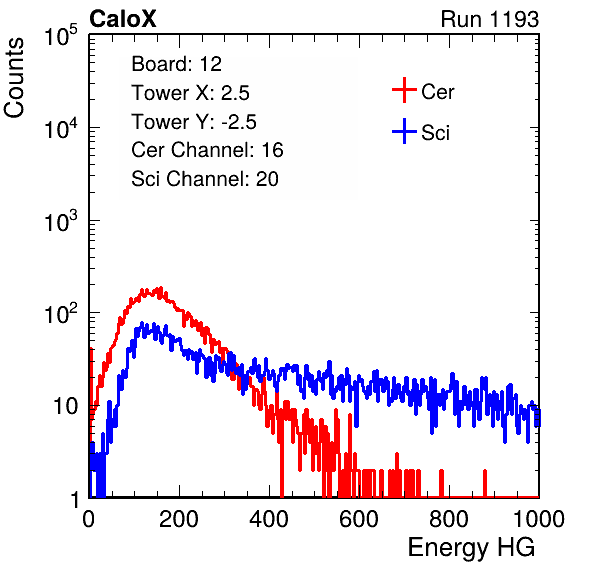 CaloX Run 1193
Counts
10^5
10^4
10^3
10^2
10
1
Board: 12
Tower X: 2.5
Tower Y: -2.5
Cer Channel: 16
Sci Channel: 20
Cer
Sci
0 200 400 600 800 1000
Energy HG